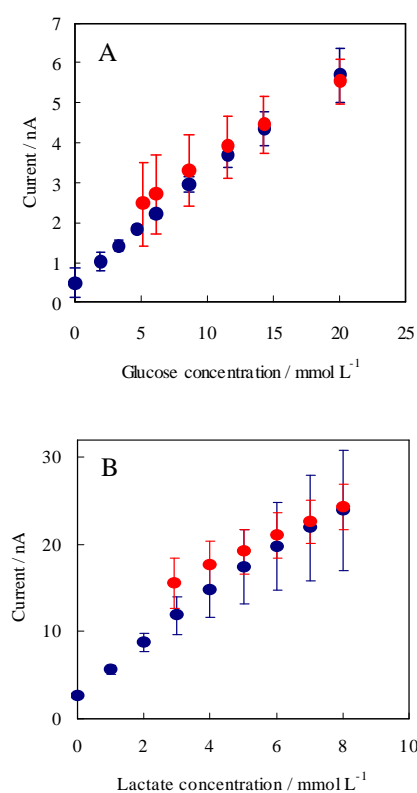 A
7
6
5
4
3
2
1
0
Current / nA
0 5 10 15 20 25
Glucose concentration / mmol L⁻¹
B
30
20
10
0
Current / nA
0 2 4 6 8 10
Lactate concentration / mmol L⁻¹